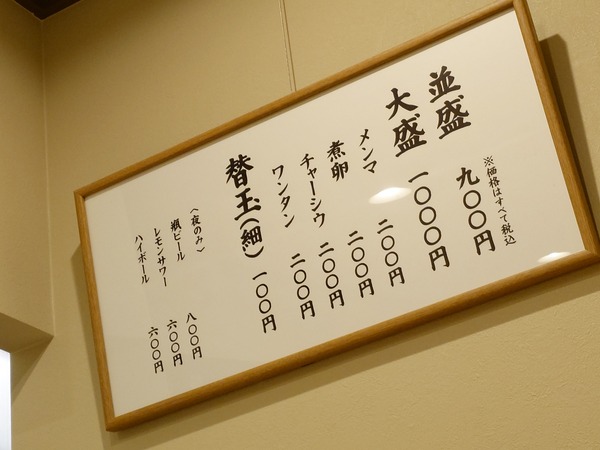 ※価格はすべて税込
並盛 九〇〇円
大盛 一〇〇〇円
メンマ 二〇〇円
煮卵 二〇〇円
チャーシウ 二〇〇円
ワンタン 二〇〇円
替玉(細) 一〇〇円
(夜のみ)
瓶ビール 八〇〇円
レモンサワー 六〇〇円
ハイボール 六〇〇円